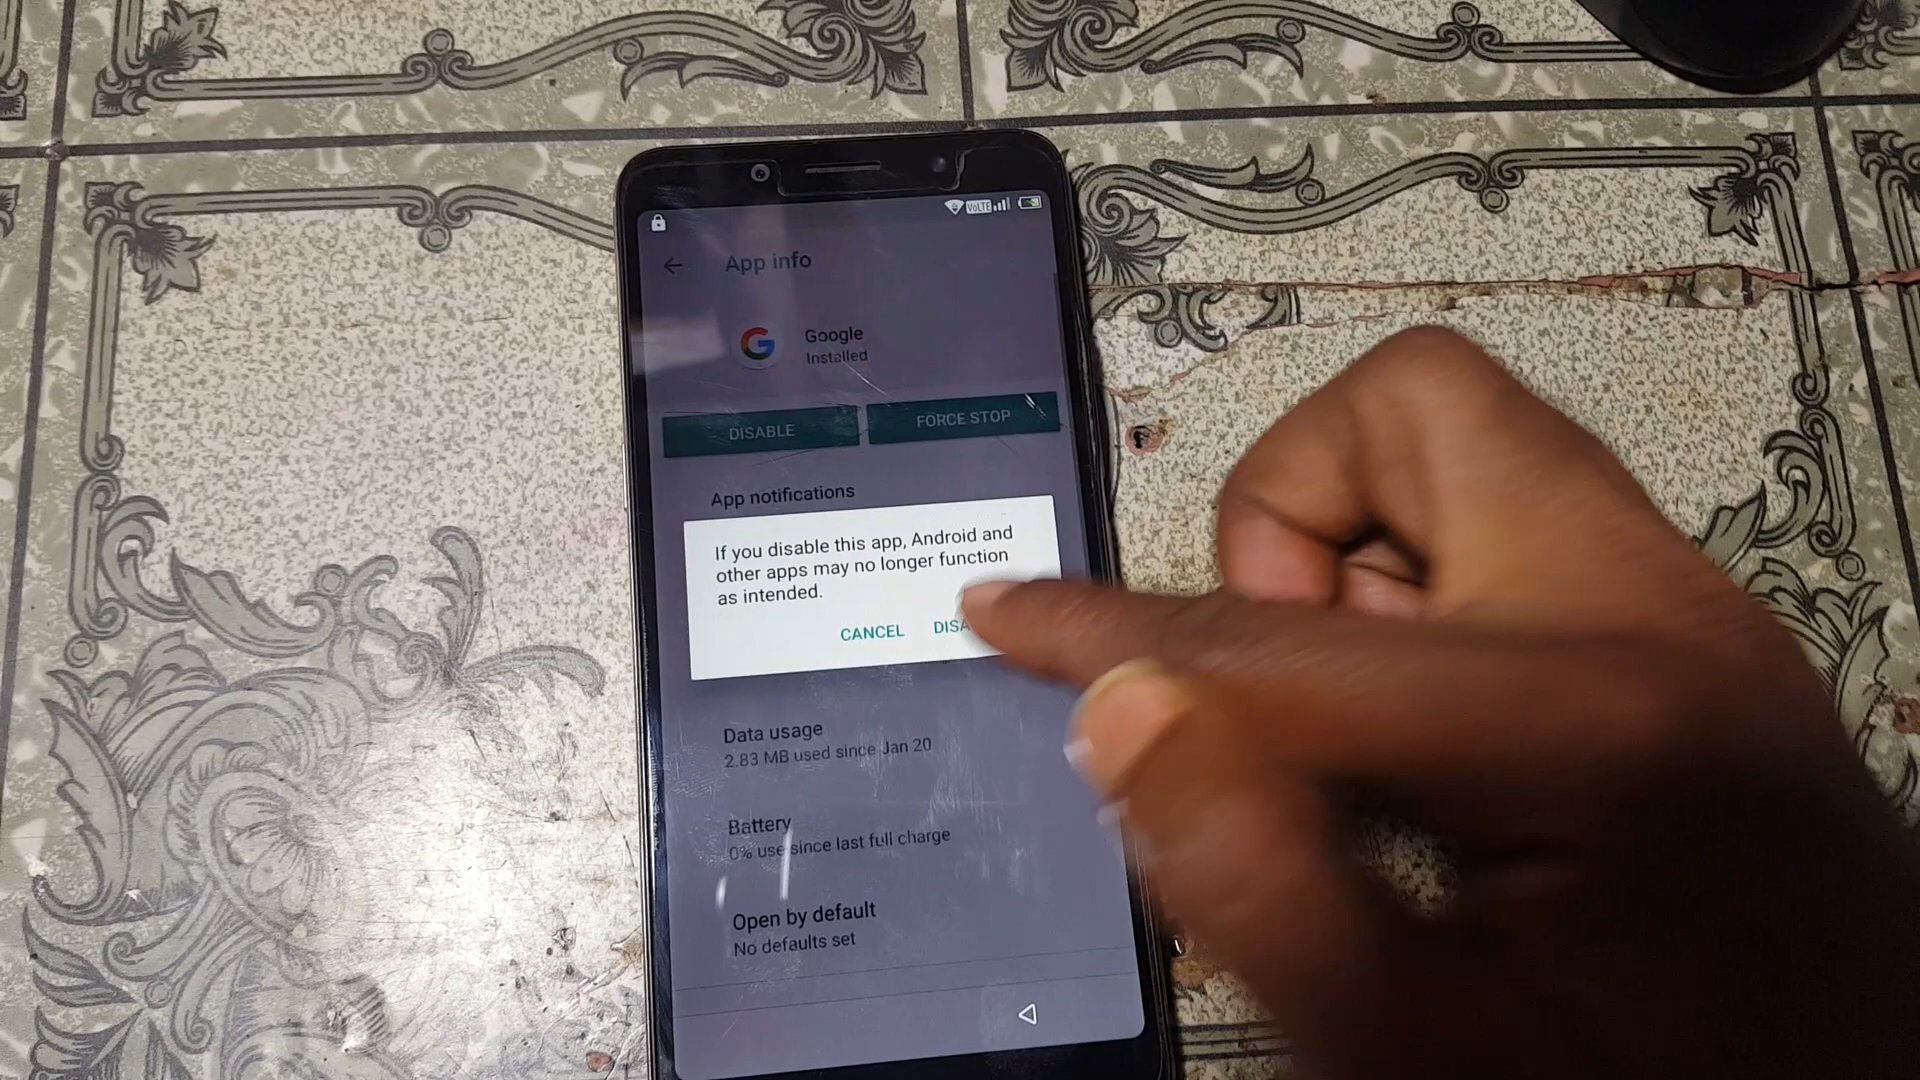 VoLTE
App info
Google
Installed
DISABLE
FORCE STOP
App notifications
If you disable this app, Android and
other apps may no longer function
as intended.
CANCEL
Data usage
2.83 MB used since Jan 20
Battery
0% use since last full charge
Open by default
No defaults set